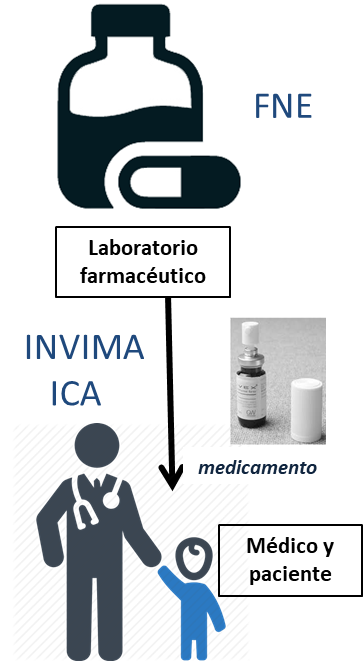 FNE
Laboratorio
farmacéutico
INVIMA
ICA
medicamento
Médico y
paciente